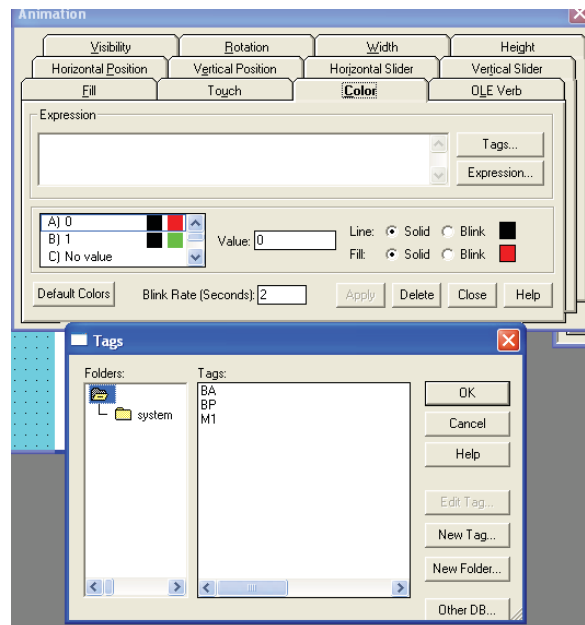 Animation
Visibility Rotation Width Height
Horizontal Position Vertical Position Horizontal Slider Vertical Slider
Fill Touch Color OLE Verb
Expression
Tags...
Expression...
A) 0
B) 1
C) No value
Value: 0
Line: Solid Blink
Fill: Solid Blink
Default Colors Blink Rate (Seconds): 2 Apply Delete Close Help
Tags
Folders: Tags:
system
BA
BP
M1
OK
Cancel
Help
Edit Tag...
New Tag...
New Folder...
Other DB...